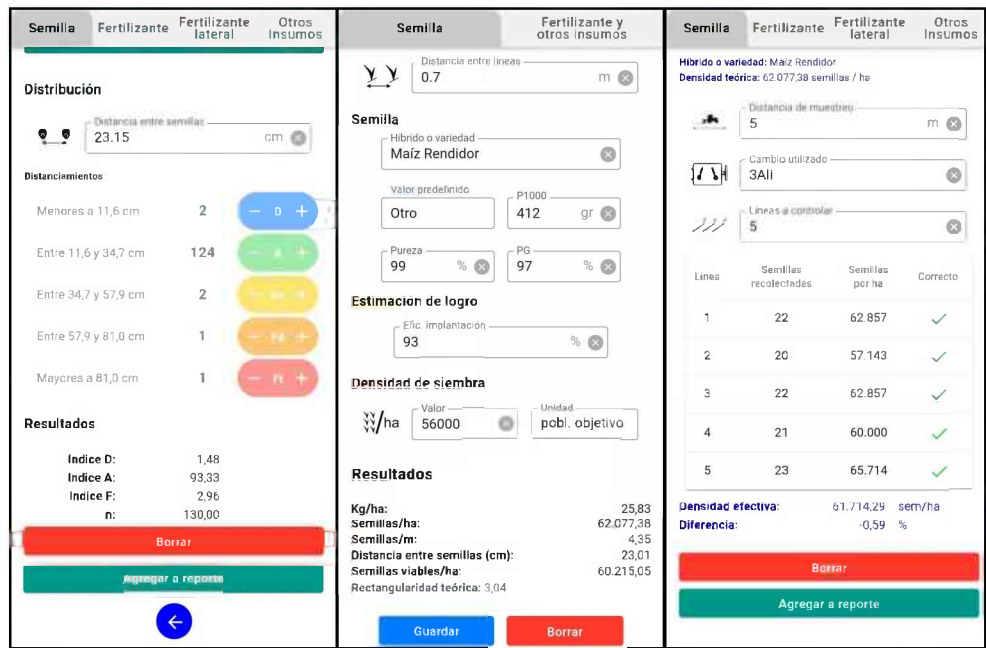 Semilla Fertilizante Fertilizante lateral Otros Insumos
Distribución
Distancia entre semillas
23.15 cm
Distanciamientos
Menores a 11,6 cm 2 − D +
Entre 11,6 y 34,7 cm 124 − A +
Entre 34,7 y 57,9 cm 2 − +
Entre 57,9 y 81,0 cm 1 − +
Mayores a 81,0 cm 1 − +
Resultados
Indice D: 1,48
Indice A: 93,33
Indice F: 2,96
n: 130,00
Borrar
Agregar a reporte
Semilla Fertilizante y otros insumos
Distancia entre líneas
0.7 m
Semilla
Híbrido o variedad
Maíz Rendidor
Valor predefinido P1000
Otro 412 gr
Pureza PG
99 % 97 %
Estimación de logro
Efic. implantación
93 %
Densidad de siembra
Valor Unidad
/ha 56000 pobl. objetivo
Resultados
Kg/ha: 25,83
Semillas/ha: 62.077,38
Semillas/m: 4,35
Distancia entre semillas (cm): 23,01
Semillas viables/ha: 60.215,05
Rectangularidad teórica: 3,04
Guardar Borrar
Semilla Fertilizante Fertilizante lateral Otros Insumos
Híbrido o variedad: Maíz Rendidor
Densidad teórica: 62.077,38 semillas / ha
Distancia de muestreo
5 m
Cambio utilizado
3Ali
Líneas a controlar
5
Línea Semillas recolectadas Semillas por ha Correcto
1 22 62.857
2 20 57.143
3 22 62.857
4 21 60.000
5 23 65.714
Densidad efectiva: 61.714,29 sem/ha
Diferencia: -0,59 %
Borrar
Agregar a reporte